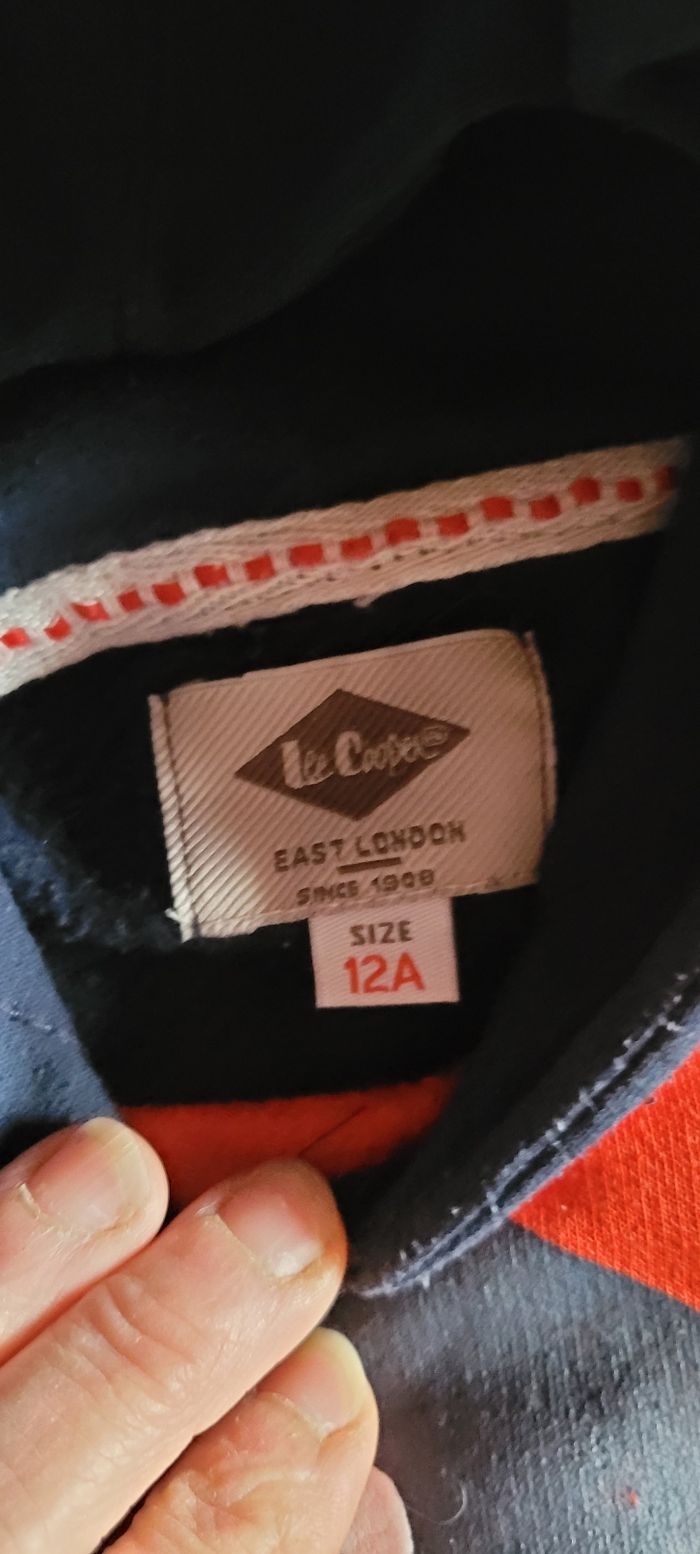 Lee Cooper
EAST LONDON
SINCE 1908
SIZE
12A